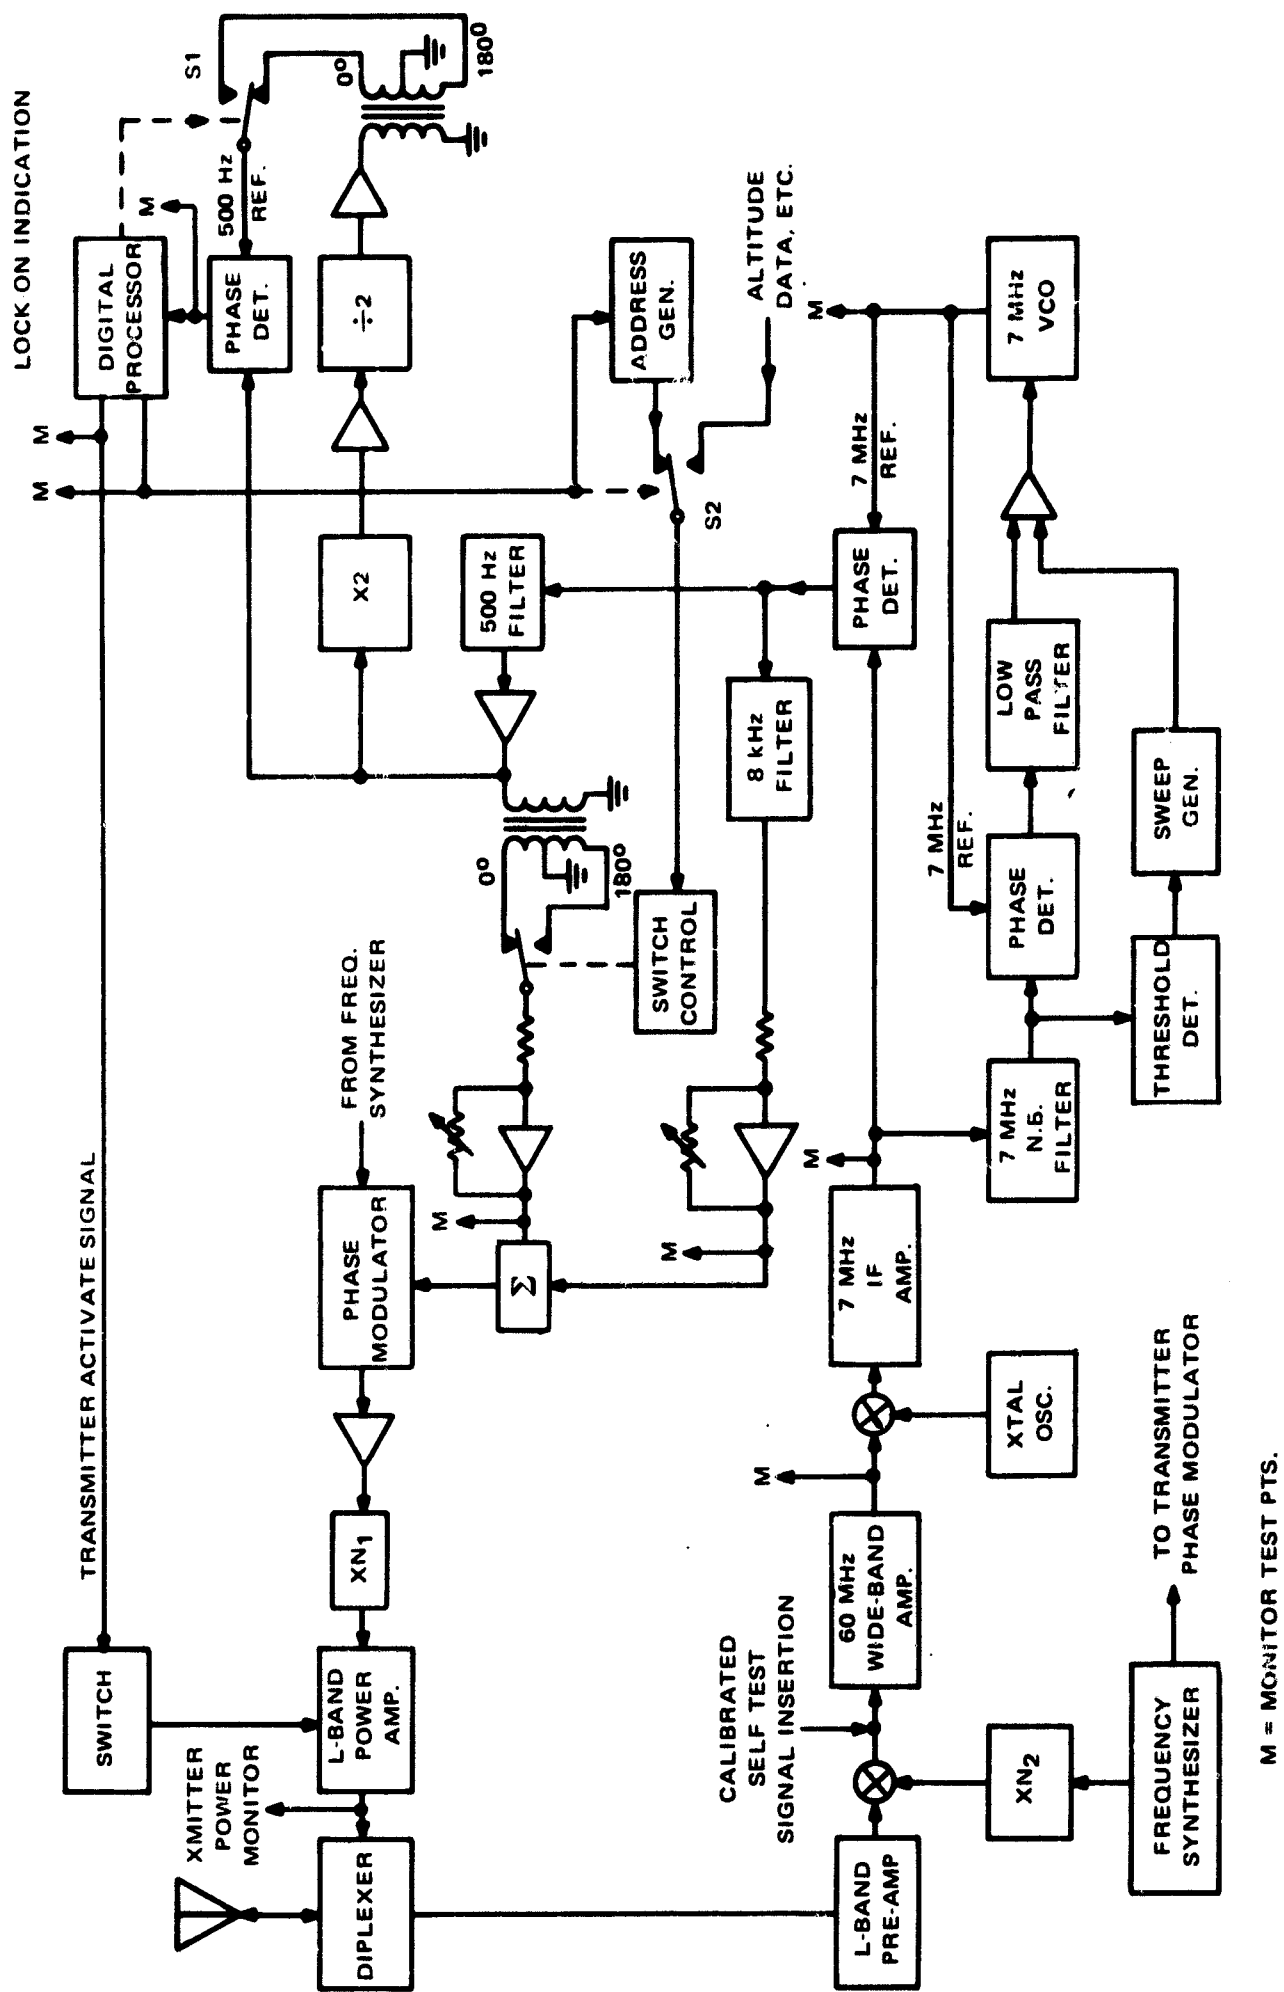 LOCK ON INDICATION
TRANSMITTER ACTIVATE SIGNAL
SWITCH
M
M
DIGITAL
PROCESSOR
M
S1
XMITTER
POWER
MONITOR
PHASE
DET.
500 Hz
REF.
DIPLEXER
L-BAND
POWER
AMP.
XN1
PHASE
MODULATOR
FROM FREQ.
SYNTHESIZER
X2
÷2
0º
180º
M
Σ
0º
180º
500 Hz
FILTER
SWITCH
CONTROL
S2
ADDRESS
GEN.
ALTITUDE
DATA, ETC.
M
8 kHz
FILTER
CALIBRATED
SELF TEST
SIGNAL INSERTION
M
M
M
L-BAND
PRE-AMP
60 MHz
WIDE-BAND
AMP.
7 MHz
IF
AMP.
PHASE
DET.
7 MHz
REF.
7 MHz
REF.
XN2
XTAL
OSC.
7 MHz
N.B.
FILTER
PHASE
DET.
LOW
PASS
FILTER
7 MHz
VCO
FREQUENCY
SYNTHESIZER
TO TRANSMITTER
PHASE MODULATOR
THRESHOLD
DET.
SWEEP
GEN.
M = MONITOR TEST PTS.